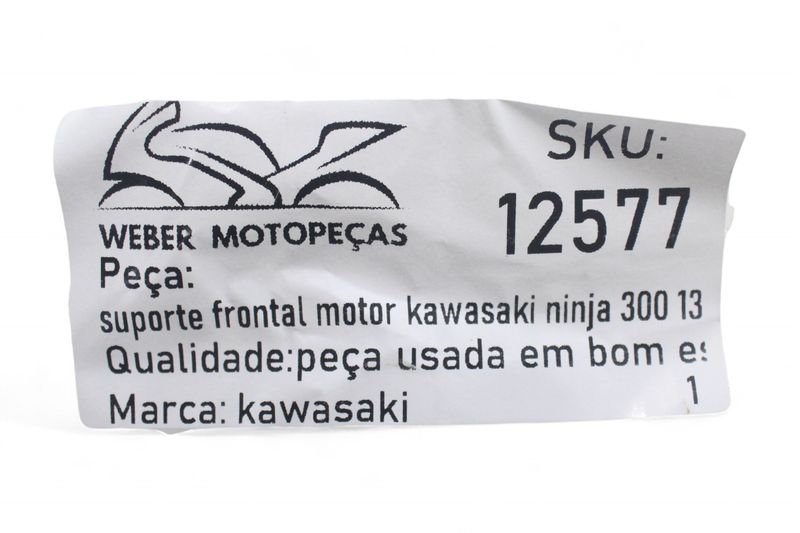 SKU:
12577
WEBER MOTOPEÇAS
Peça:
suporte frontal motor kawasaki ninja 300 13
Qualidade:peça usada em bom es
1
Marca: kawasaki